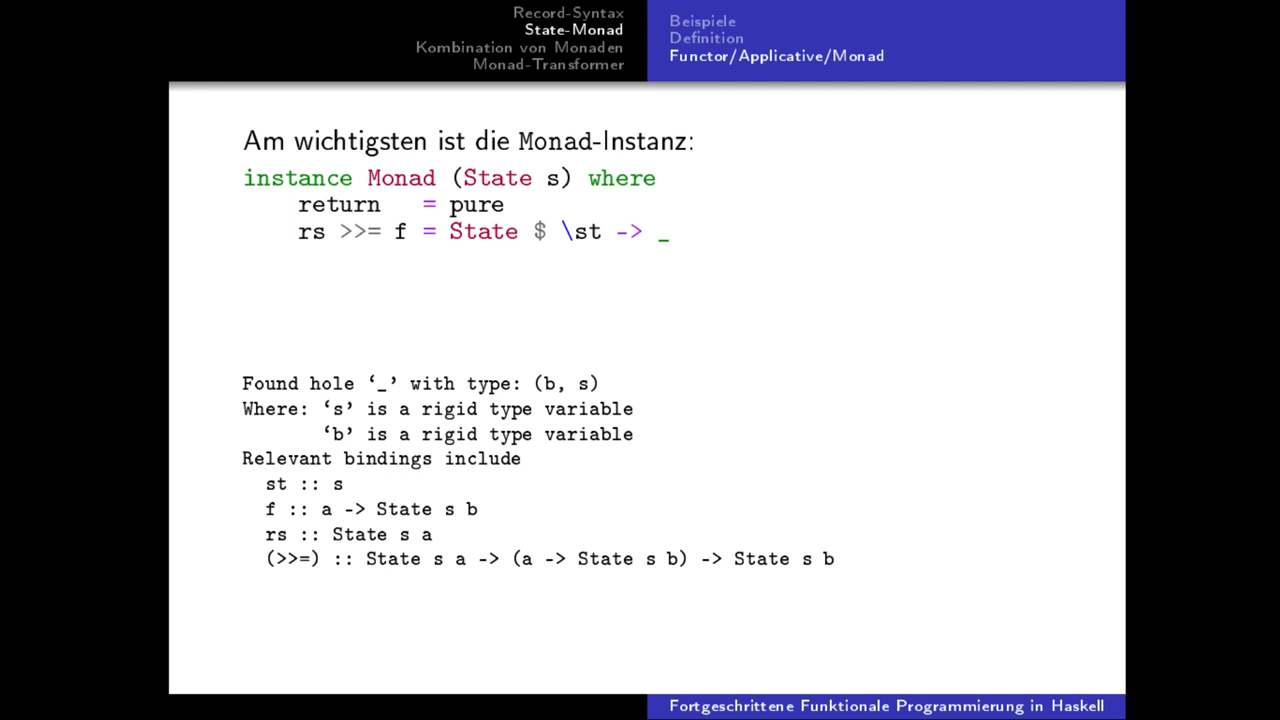 Record-Syntax
State-Monad
Kombination von Monaden
Monad-Transformer
Beispiele
Definition
Functor/Applicative/Monad
Am wichtigsten ist die Monad-Instanz:
instance Monad (State s) where
    return   = pure
    rs >>= f = State $ \st -> _
Found hole ‘_’ with type: (b, s)
Where: ‘s’ is a rigid type variable
       ‘b’ is a rigid type variable
Relevant bindings include
  st :: s
  f :: a -> State s b
  rs :: State s a
  (>>=) :: State s a -> (a -> State s b) -> State s b
Fortgeschrittene Funktionale Programmierung in Haskell